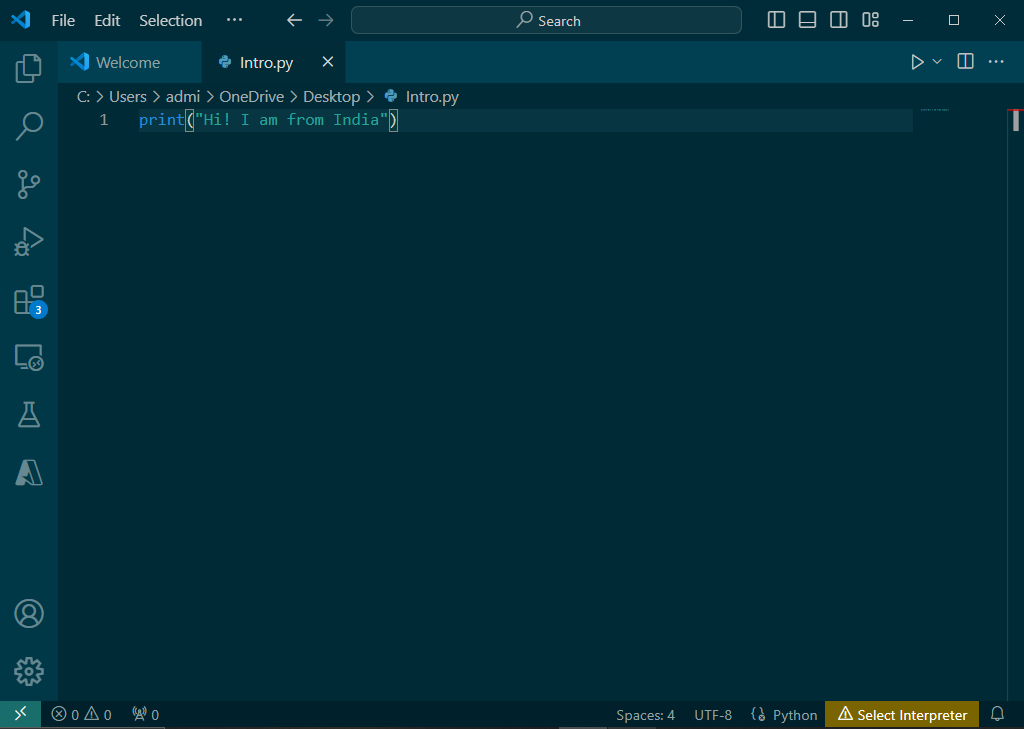 File Edit Selection ··· Search
Welcome Intro.py
C: > Users > admi > OneDrive > Desktop > Intro.py
1 print("Hi! I am from India")
3
0 0 0 Spaces: 4 UTF-8 Python Select Interpreter